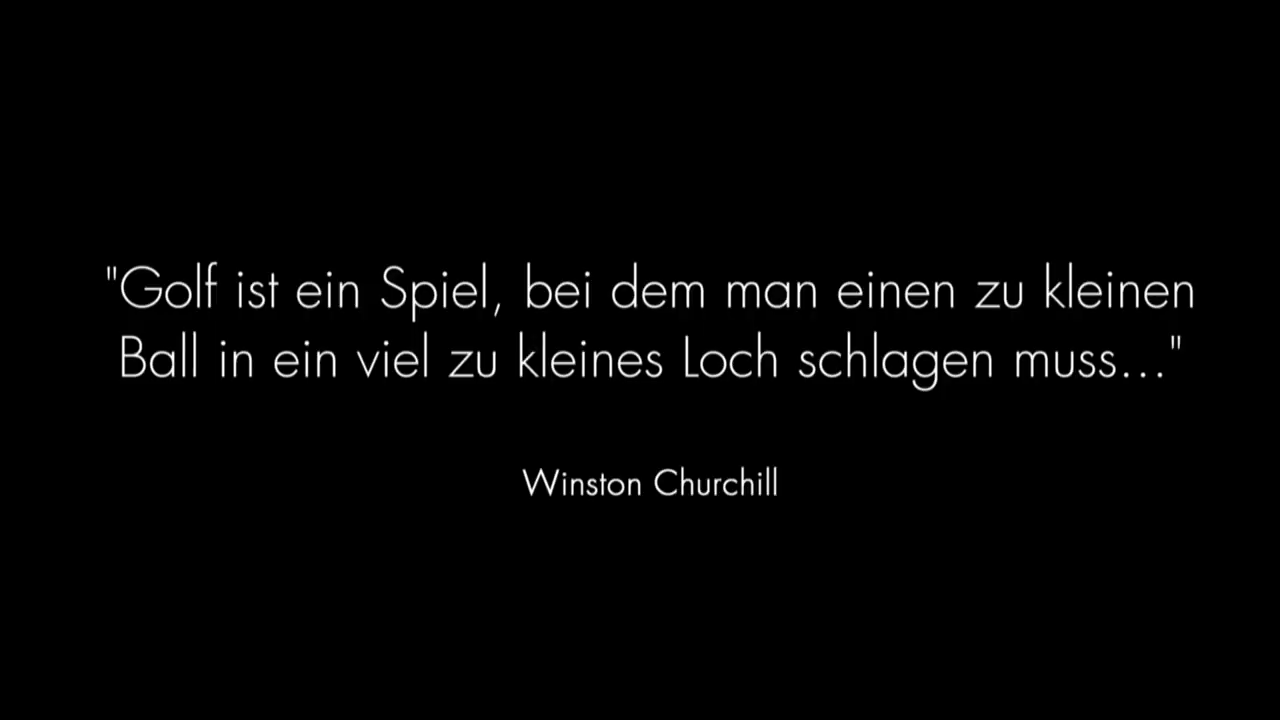 "Golf ist ein Spiel, bei dem man einen zu kleinen
Ball in ein viel zu kleines Loch schlagen muss..."
Winston Churchill